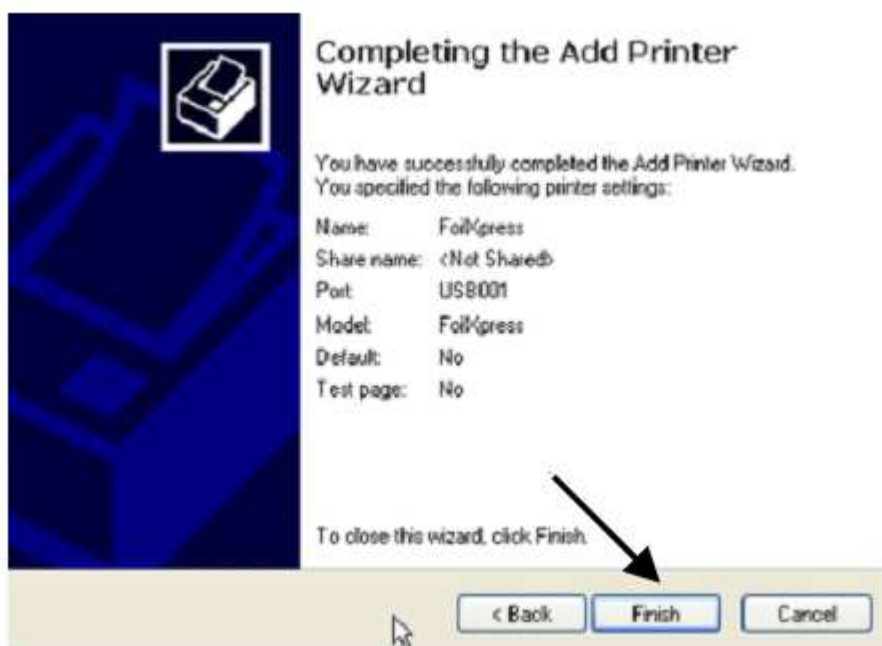 Completing the Add Printer
Wizard
You have successfully completed the Add Printer Wizard.
You specified the following printer settings:
Name: FoilXpress
Share name: <Not Shared>
Port: USB001
Model: FoilXpress
Default: No
Test page: No
To close this wizard, click Finish.
< Back Finish Cancel